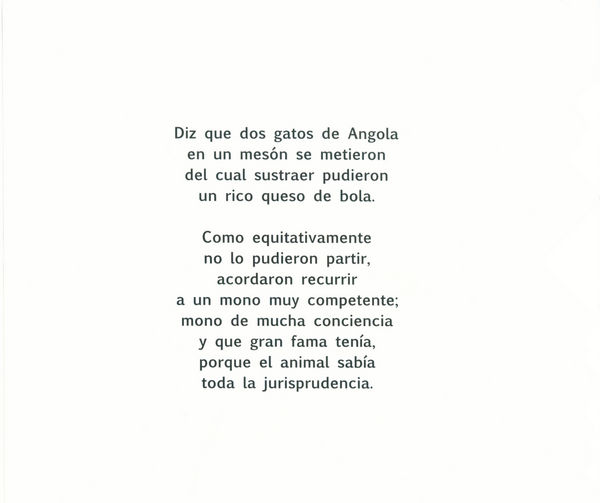 Diz que dos gatos de Angola
en un mesón se metieron
del cual sustraer pudieron
un rico queso de bola.
Como equitativamente
no lo pudieron partir,
acordaron recurrir
a un mono muy competente;
mono de mucha conciencia
y que gran fama tenía,
porque el animal sabía
toda la jurisprudencia.